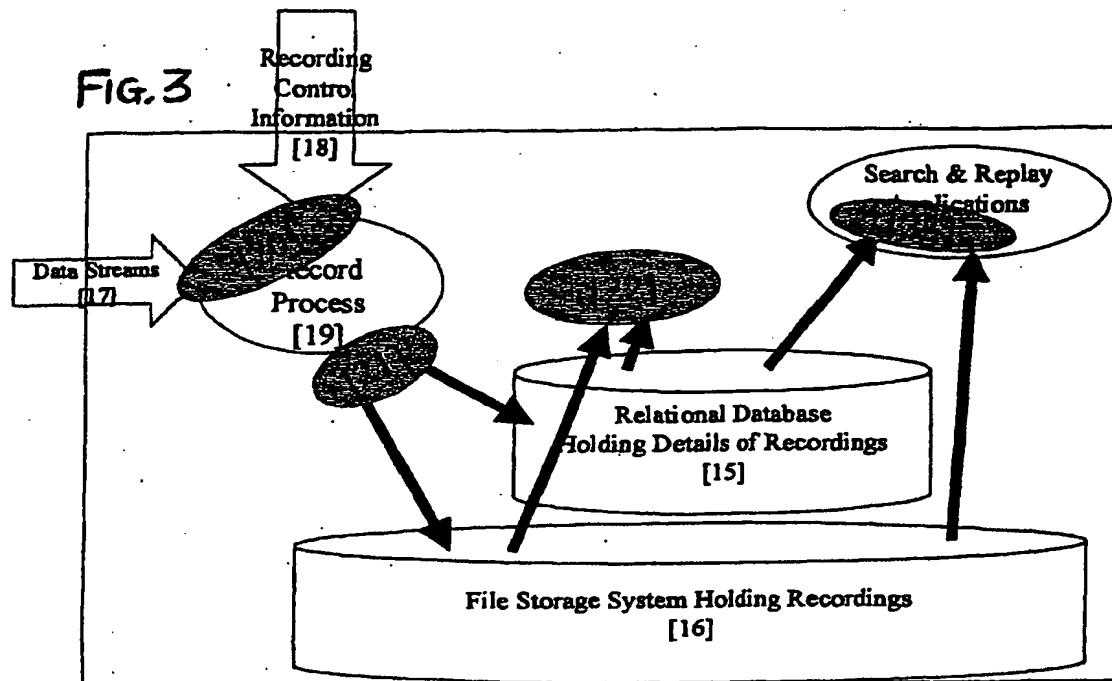 FIG. 3
Recording
Control
Information
[18]
Search & Replay
Applications
Data Streams
[17]
Record
Process
[19]
Relational Database
Holding Details of Recordings
[15]
File Storage System Holding Recordings
[16]